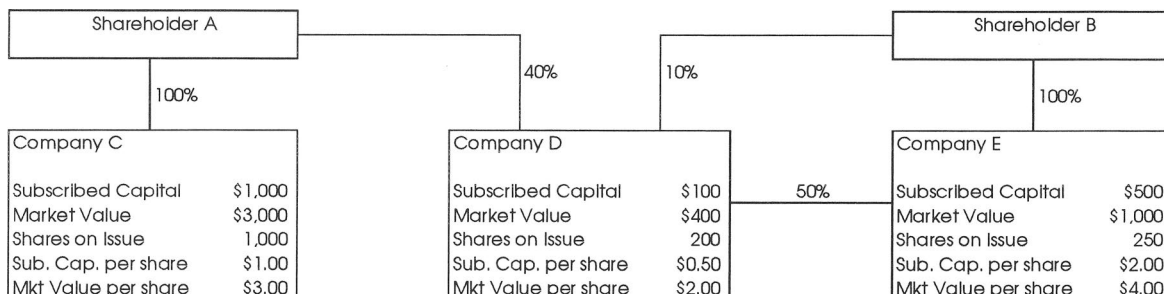 Shareholder A
Shareholder B
40%
10%
100%
100%
Company C
Subscribed Capital $1,000
Market Value $3,000
Shares on Issue 1,000
Sub. Cap. per share $1.00
Mkt Value per share $3.00
Company D
Subscribed Capital $100
Market Value $400
Shares on Issue 200
Sub. Cap. per share $0.50
Mkt Value per share $2.00
50%
Company E
Subscribed Capital $500
Market Value $1,000
Shares on Issue 250
Sub. Cap. per share $2.00
Mkt Value per share $4.00